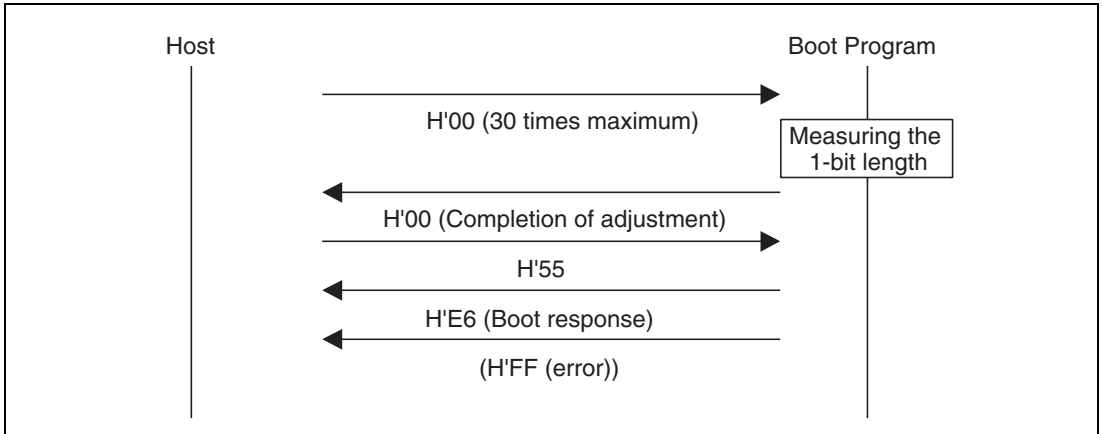 Host
Boot Program
H'00 (30 times maximum)
Measuring the
1-bit length
H'00 (Completion of adjustment)
H'55
H'E6 (Boot response)
(H'FF (error))